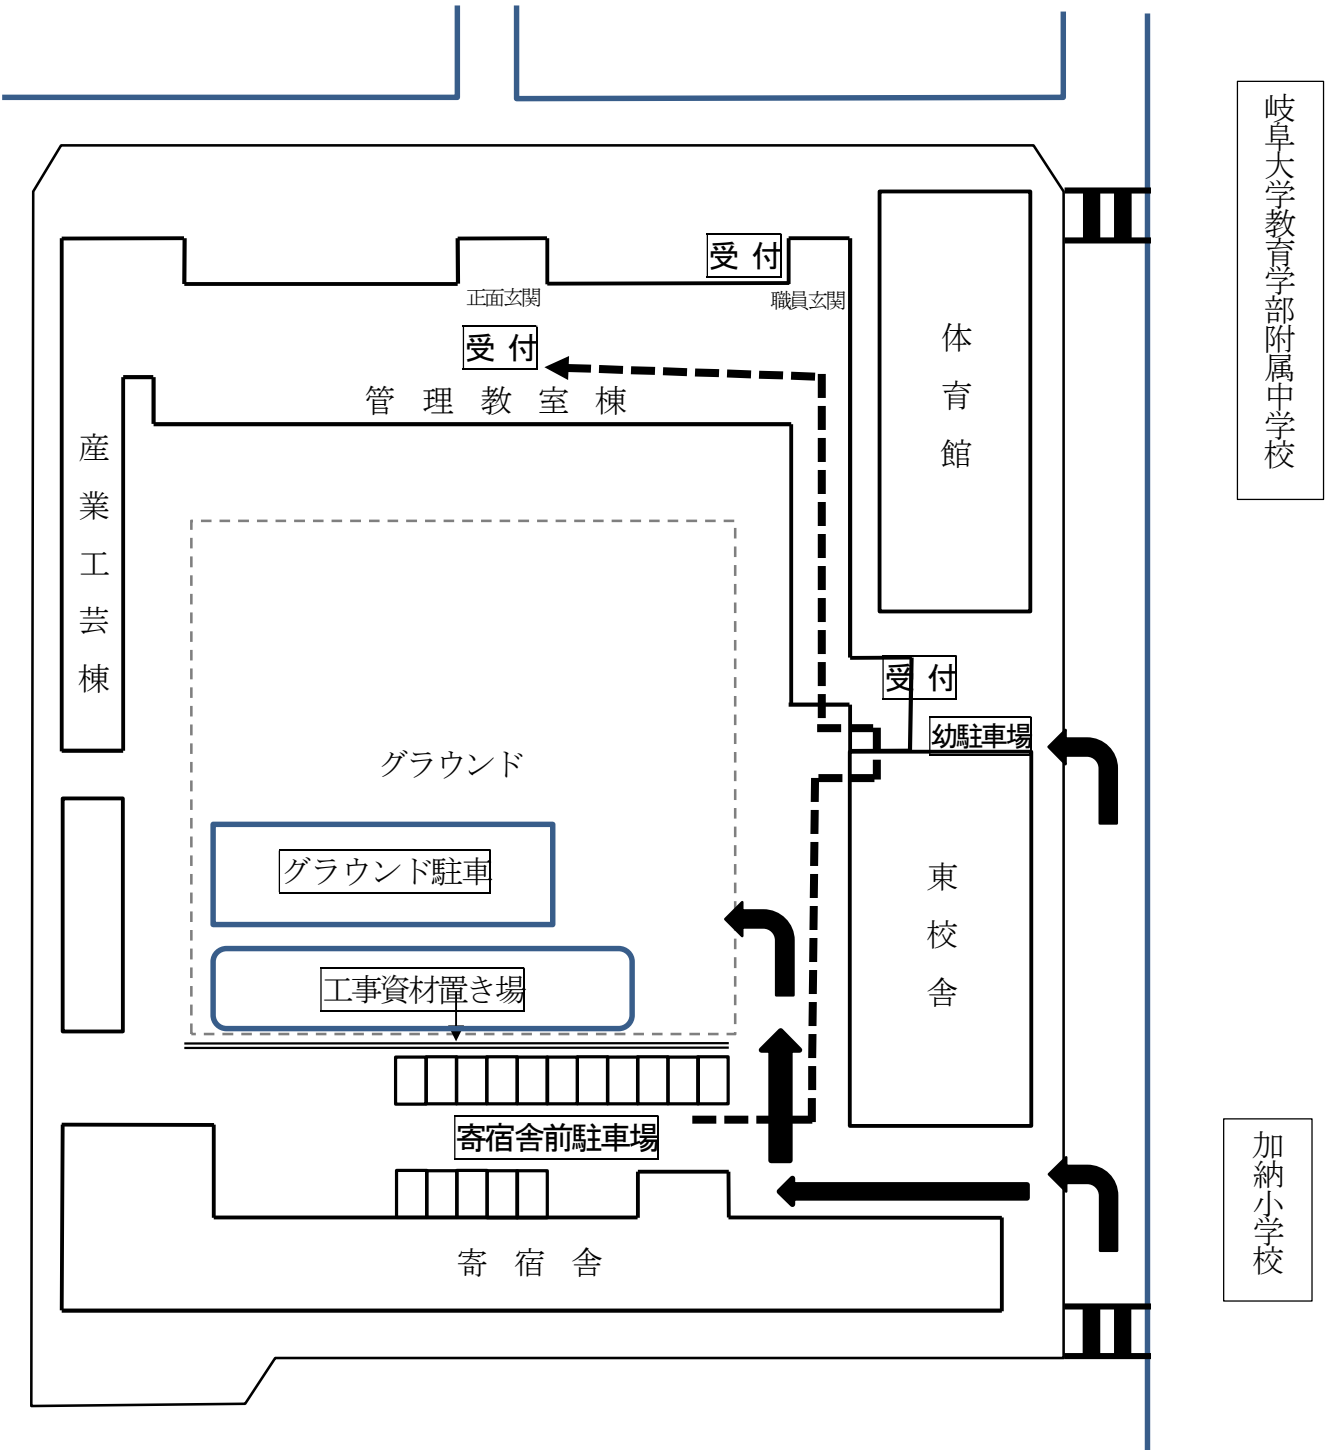 岐阜大学教育学部附属中学校
受 付
正面玄関
職員玄関
受 付
体育館
管理教室棟
産業工芸棟
受 付
幼駐車場
グラウンド
グラウンド駐車
東校舎
工事資材置き場
寄宿舎前駐車場
加納小学校
寄宿舎